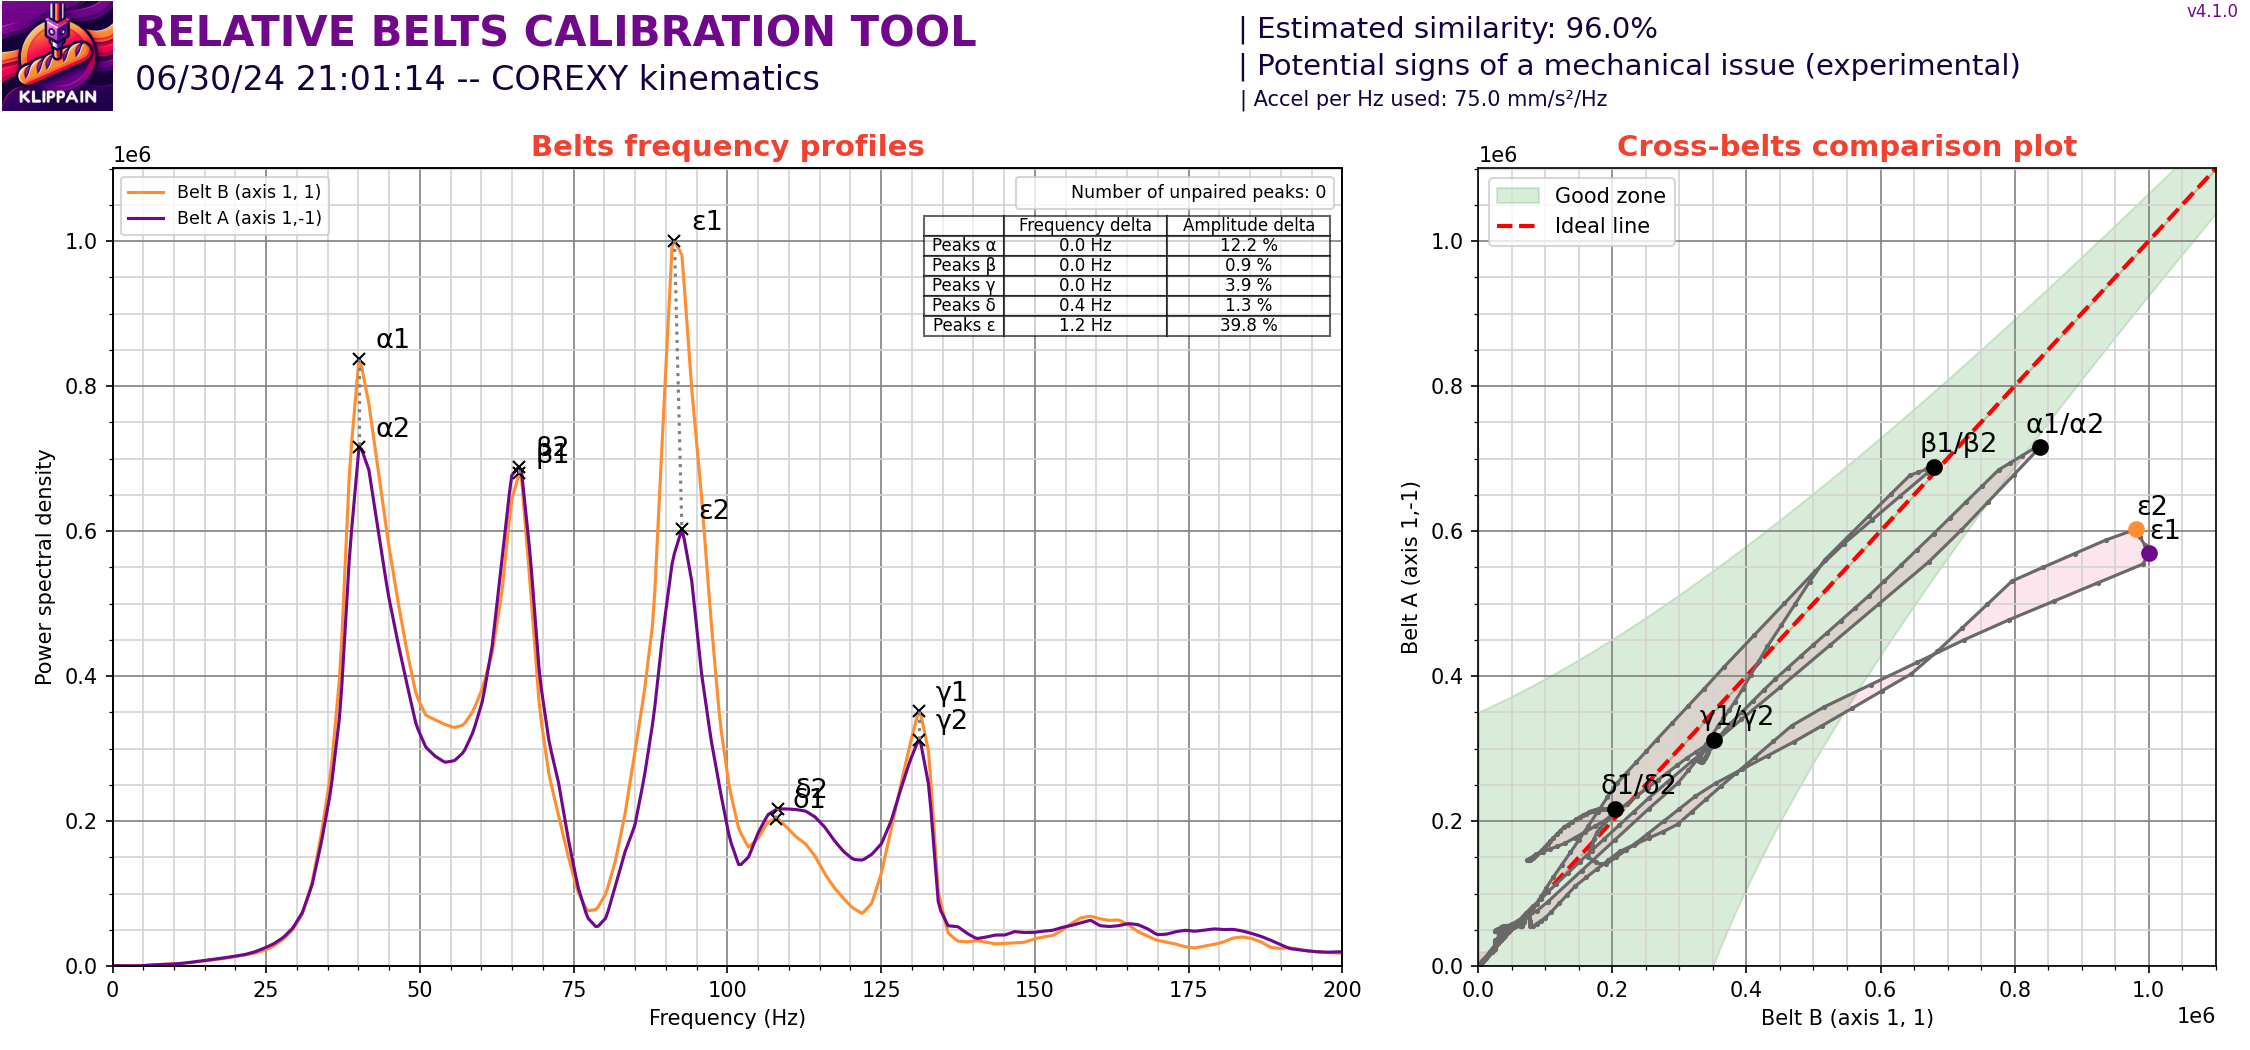 KLIPPAIN
RELATIVE BELTS CALIBRATION TOOL
06/30/24 21:01:14 -- COREXY kinematics
| Estimated similarity: 96.0%
| Potential signs of a mechanical issue (experimental)
| Accel per Hz used: 75.0 mm/s²/Hz
v4.1.0
Belts frequency profiles
1e6
Belt B (axis 1, 1)
Belt A (axis 1,-1)
Number of unpaired peaks: 0
Frequency delta Amplitude delta
Peaks α 0.0 Hz 12.2 %
Peaks β 0.0 Hz 0.9 %
Peaks γ 0.0 Hz 3.9 %
Peaks δ 0.4 Hz 1.3 %
Peaks ε 1.2 Hz 39.8 %
ε1
α1
α2
β2
β1
ε2
γ1
γ2
δ2
δ1
Power spectral density
1.0
0.8
0.6
0.4
0.2
0.0
0 25 50 75 100 125 150 175 200
Frequency (Hz)
Cross-belts comparison plot
1e6
Good zone
Ideal line
α1/α2
β1/β2
ε2
ε1
γ1/γ2
δ1/δ2
Belt A (axis 1,-1)
1.0
0.8
0.6
0.4
0.2
0.0
0.0 0.2 0.4 0.6 0.8 1.0
Belt B (axis 1, 1)
1e6